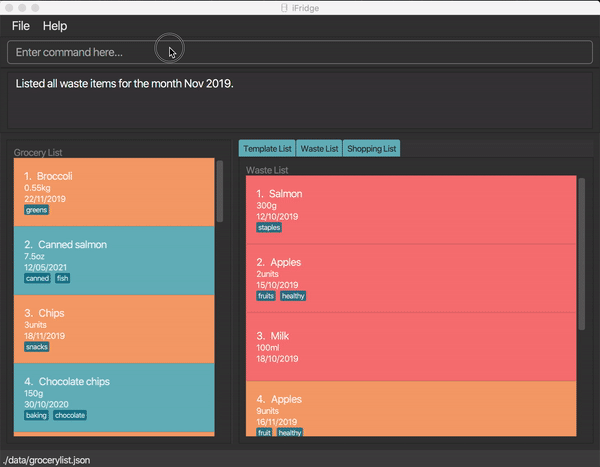 iFridge
File Help
Enter command here...
Listed all waste items for the month Nov 2019.
Grocery List
1. Broccoli
0.55kg
22/11/2019
greens
2. Canned salmon
7.5oz
12/05/2021
canned fish
3. Chips
3units
18/11/2019
snacks
4. Chocolate chips
150g
30/10/2020
baking chocolate
Template List Waste List Shopping List
Waste List
1. Salmon
300g
12/10/2019
staples
2. Apples
2units
15/10/2019
fruits healthy
3. Milk
100ml
18/10/2019
4. Apples
9units
16/11/2019
fruit healthy
./data/grocerylist.json